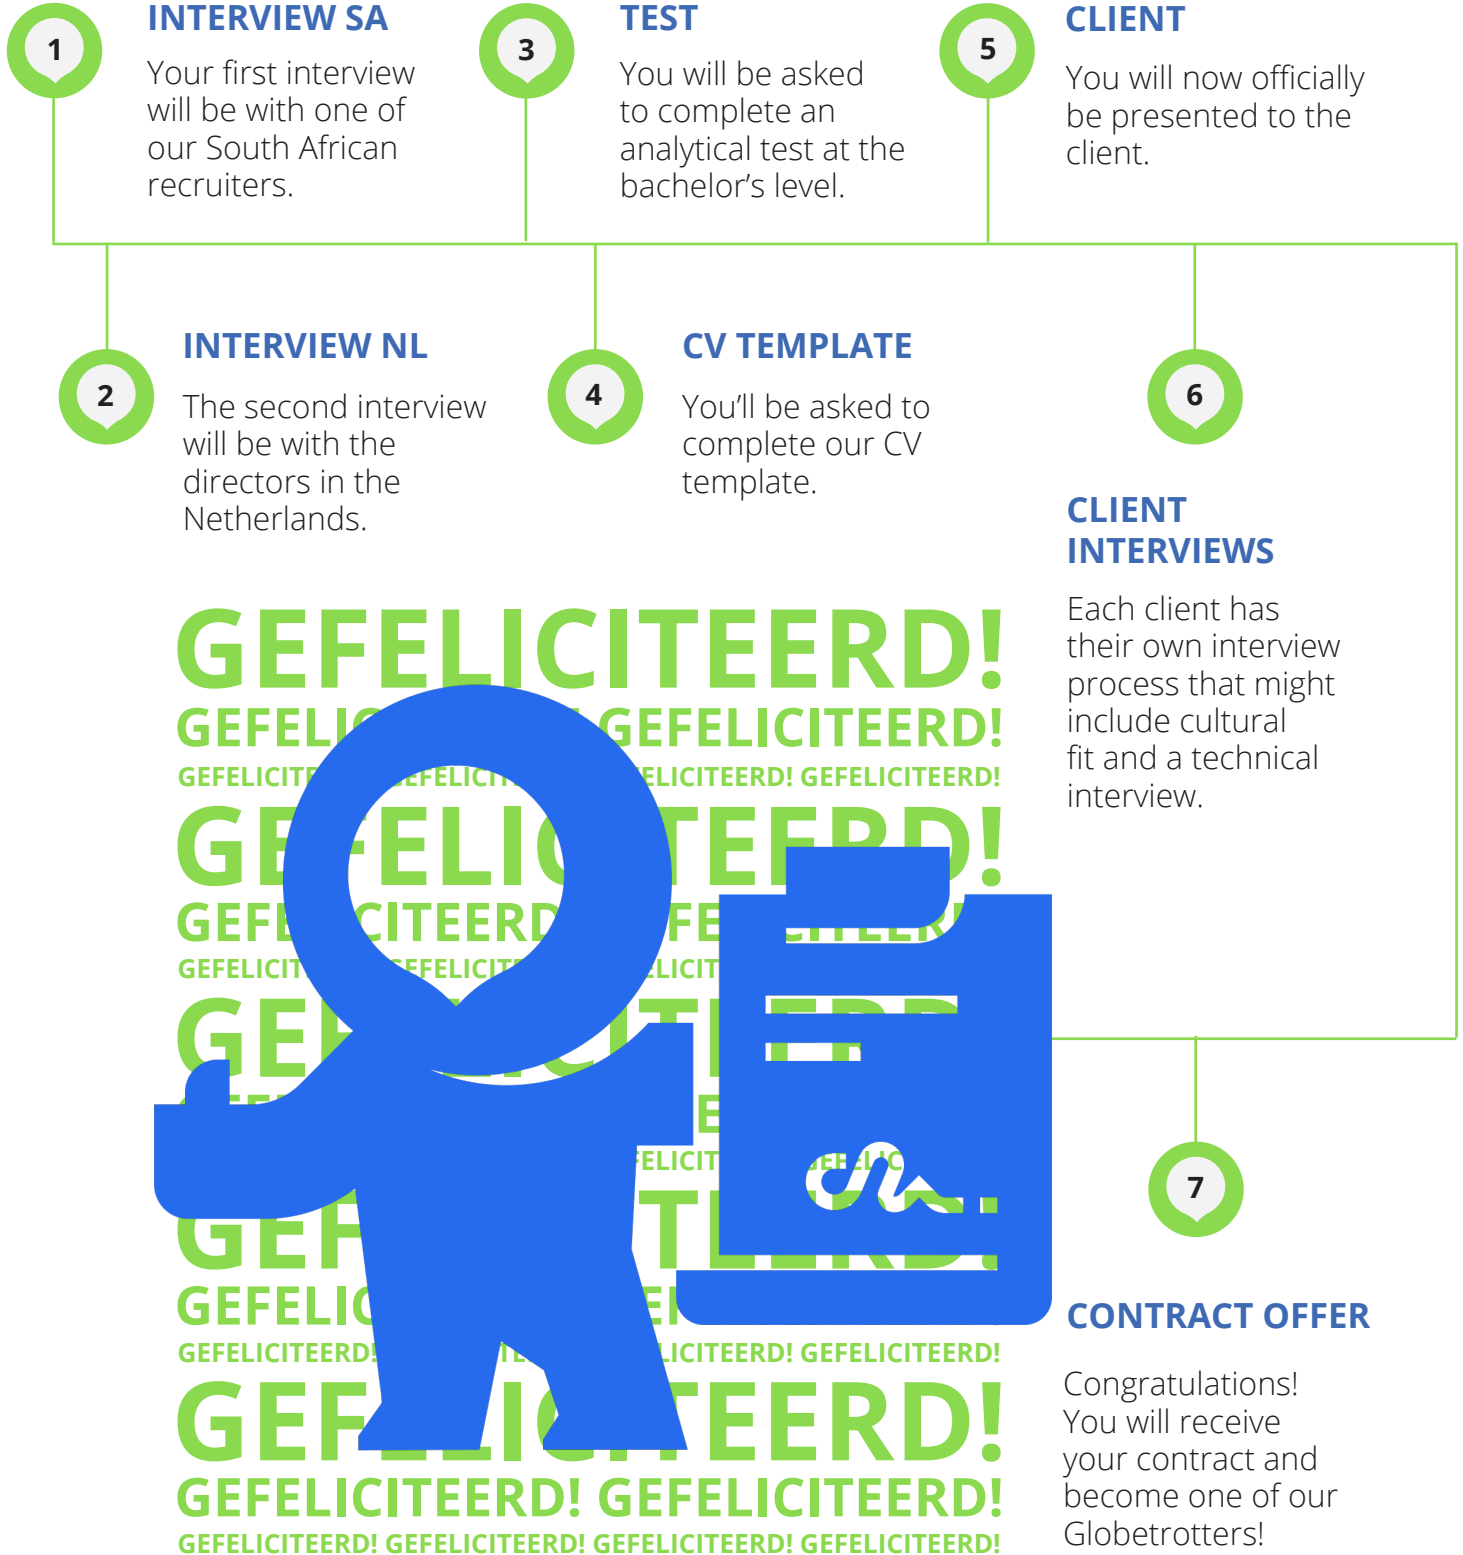 1
INTERVIEW SA
Your first interview
will be with one of
our South African
recruiters.
2
INTERVIEW NL
The second interview
will be with the
directors in the
Netherlands.
3
TEST
You will be asked
to complete an
analytical test at the
bachelor's level.
4
CV TEMPLATE
You'll be asked to
complete our CV
template.
5
CLIENT
You will now officially
be presented to the
client.
6
CLIENT
INTERVIEWS
Each client has
their own interview
process that might
include cultural
fit and a technical
interview.
7
CONTRACT OFFER
Congratulations!
You will receive
your contract and
become one of our
Globetrotters!
GEFELICITEERD!
GEFELICITEERD!
GEFELICITEERD!
GEFELICITEERD! GEFELICITEERD!
GEFELICITEERD! GEFELICITEERD! GEFELICITEERD! GEFELICITEERD!